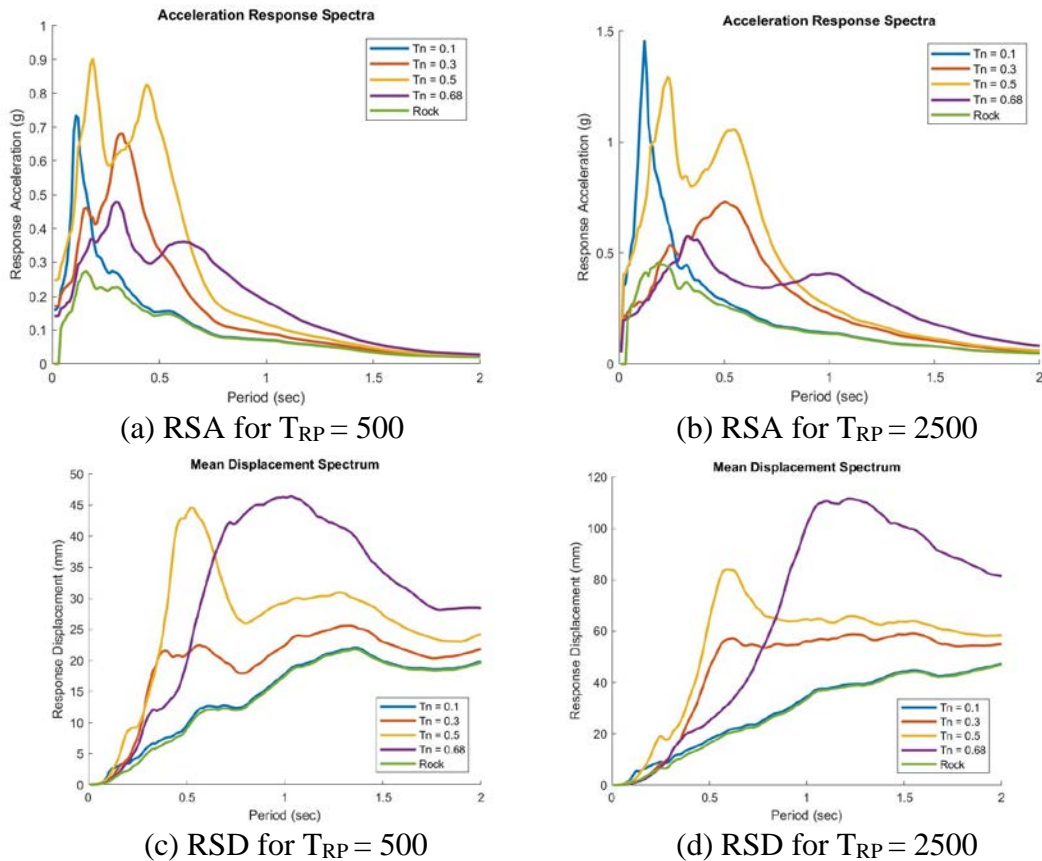 Acceleration Response Spectra
1
0.9
0.8
0.7
0.6
0.5
0.4
0.3
0.2
0.1
0
Response Acceleration (g)
Tn = 0.1
Tn = 0.3
Tn = 0.5
Tn = 0.68
Rock
0 0.5 1 1.5 2
Period (sec)
(a) RSA for TRP = 500
Acceleration Response Spectra
1.5
1
0.5
0
Response Acceleration (g)
Tn = 0.1
Tn = 0.3
Tn = 0.5
Tn = 0.68
Rock
0 0.5 1 1.5 2
Period (sec)
(b) RSA for TRP = 2500
Mean Displacement Spectrum
50
45
40
35
30
25
20
15
10
5
0
Response Displacement (mm)
Tn = 0.1
Tn = 0.3
Tn = 0.5
Tn = 0.68
Rock
0 0.5 1 1.5 2
Period (sec)
(c) RSD for TRP = 500
Mean Displacement Spectrum
120
100
80
60
40
20
0
Response Displacement (mm)
Tn = 0.1
Tn = 0.3
Tn = 0.5
Tn = 0.68
Rock
0 0.5 1 1.5 2
Period (sec)
(d) RSD for TRP = 2500